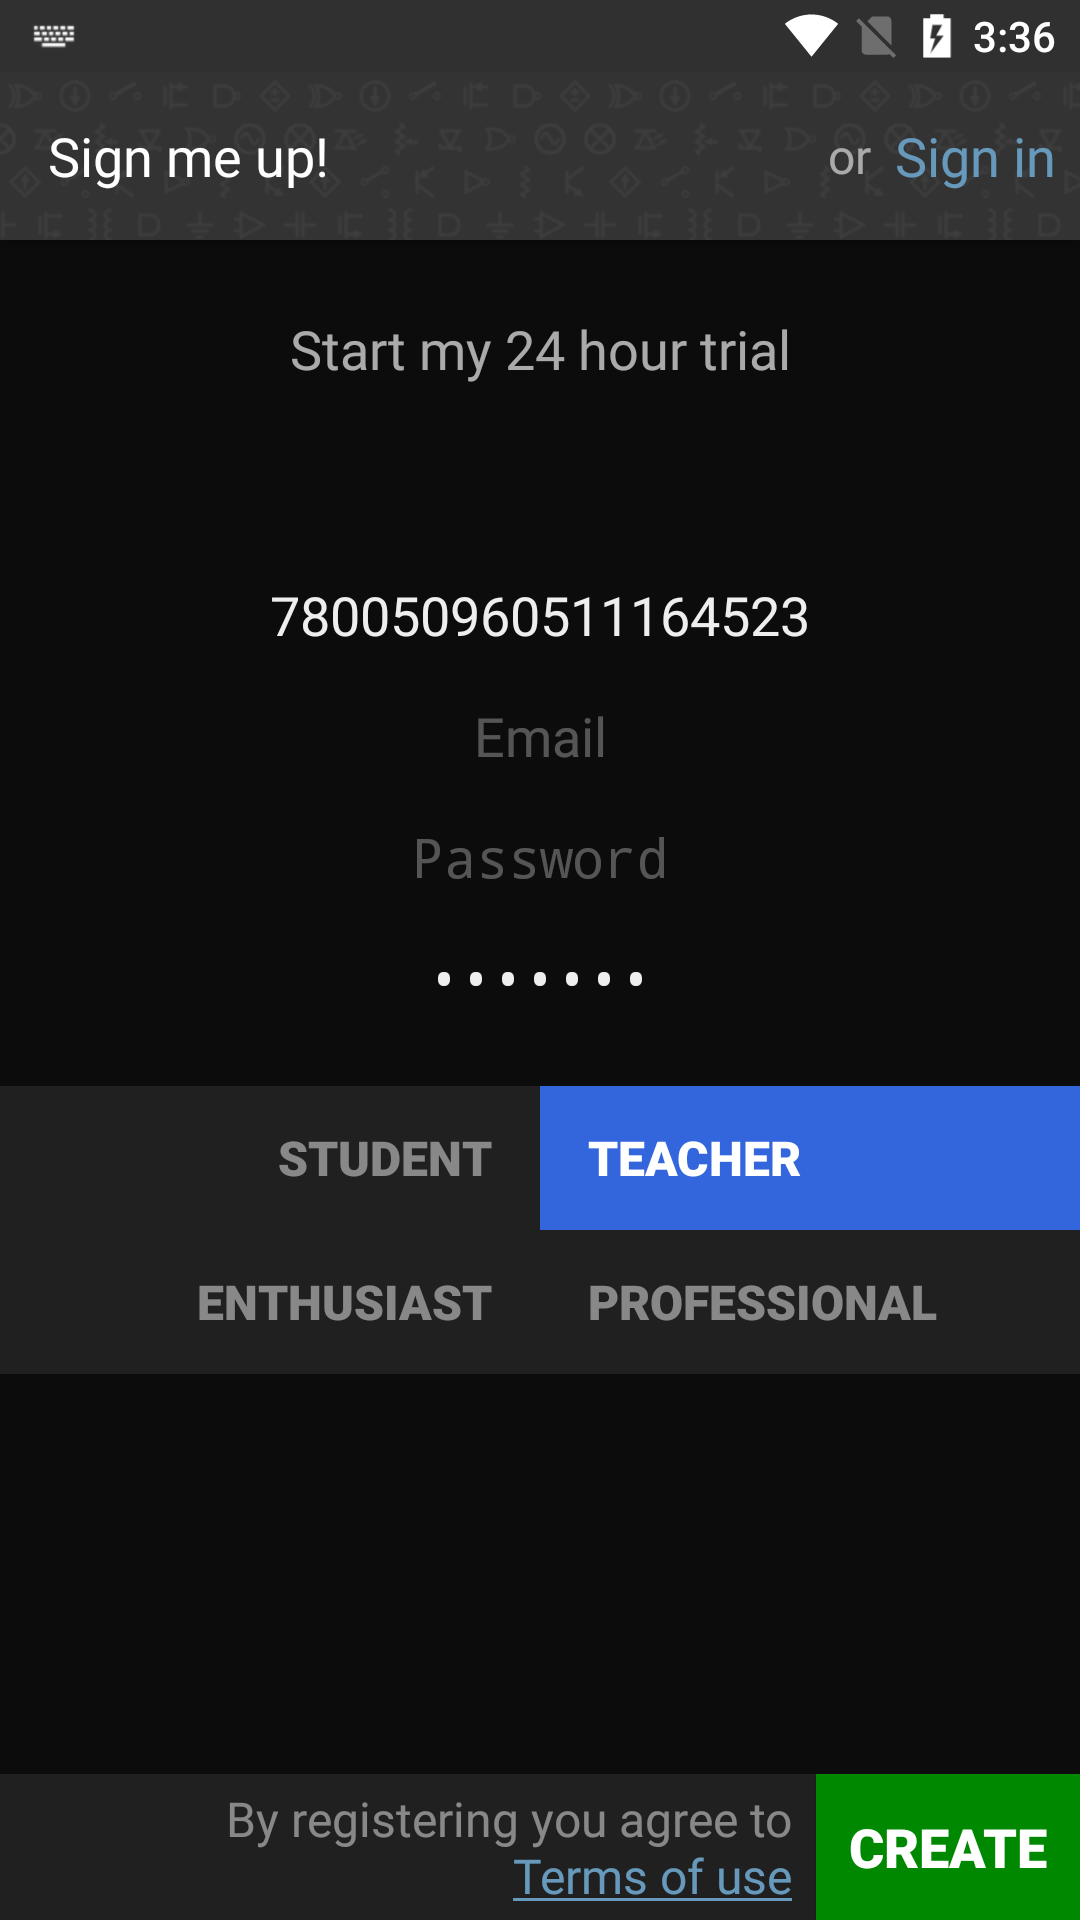 3:36
Sign me up! or Sign in
Start my 24 hour trial
780050960511164523
Email
Password
•••••••
STUDENT TEACHER
ENTHUSIAST PROFESSIONAL
By registering you agree to
Terms of use
CREATE